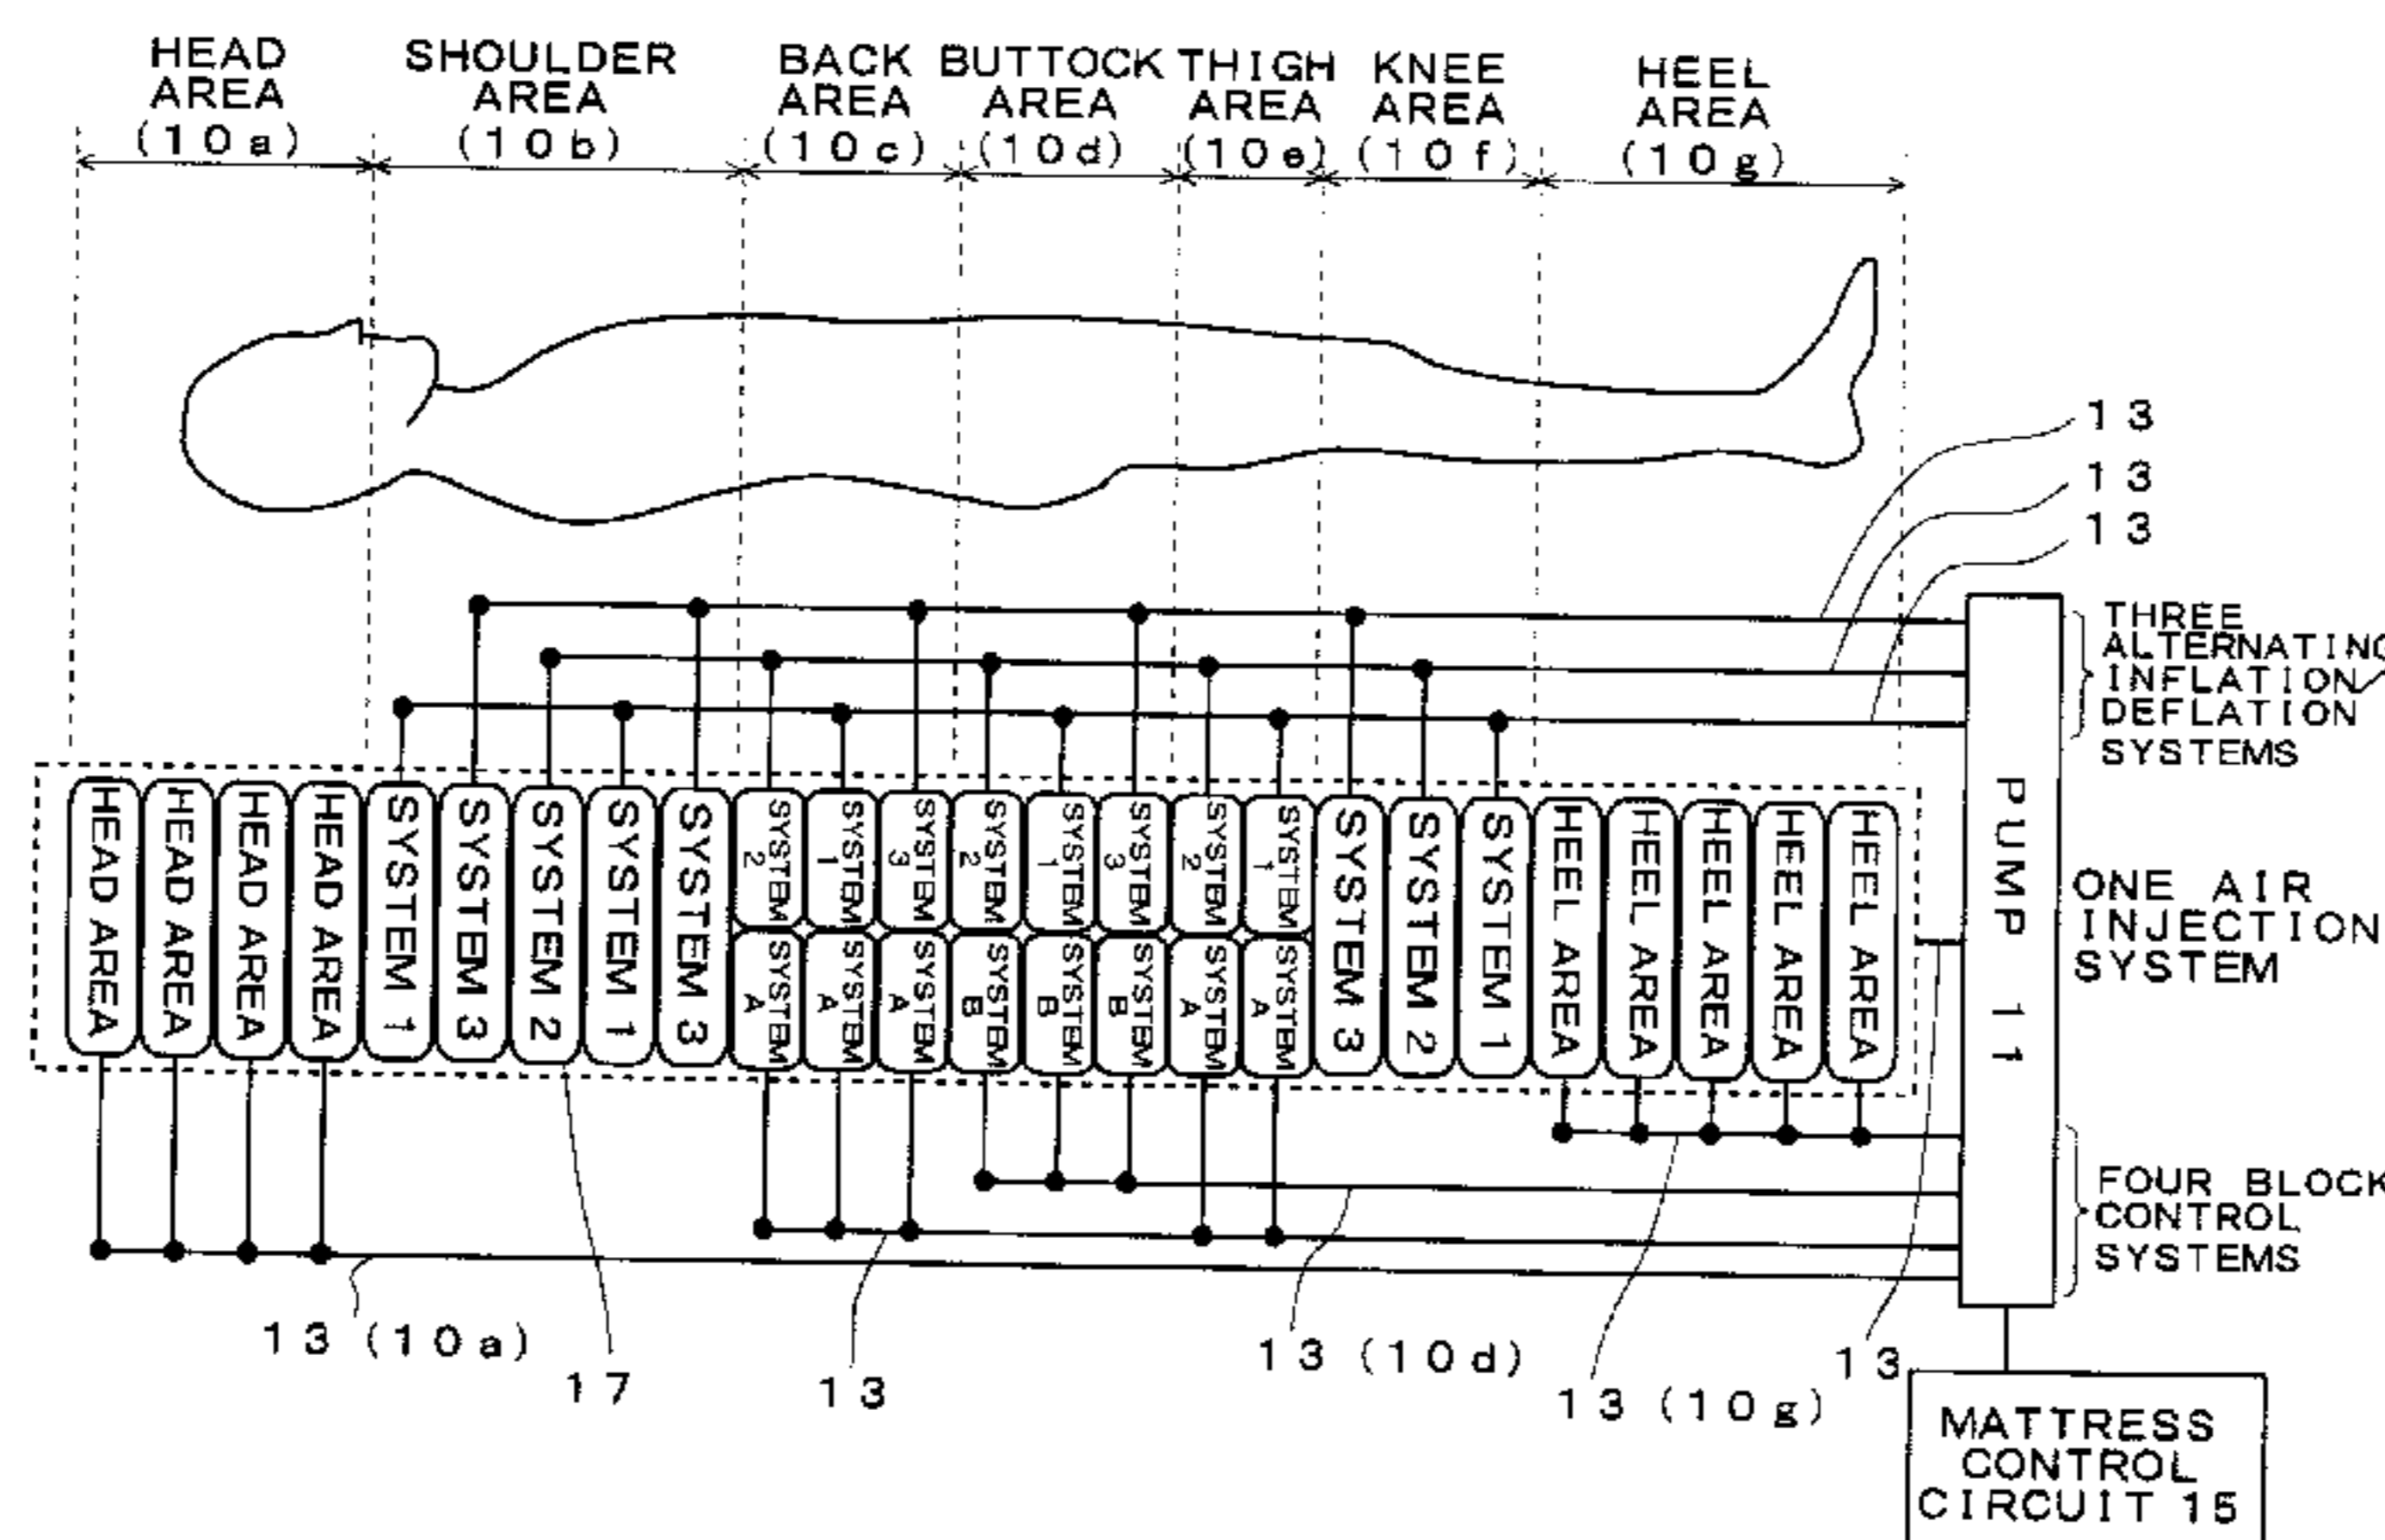 HEAD
AREA
(10a)
SHOULDER
AREA
(10b)
BACK
AREA
(10c)
BUTTOCK
AREA
(10d)
THIGH
AREA
(10e)
KNEE
AREA
(10f)
HEEL
AREA
(10g)
13
13
13
THREE
ALTERNATING
INFLATION/
DEFLATION
SYSTEMS
HEAD AREA
HEAD AREA
HEAD AREA
HEAD AREA
SYSTEM 1
SYSTEM 3
SYSTEM 2
SYSTEM 1
SYSTEM 3
SYSTEM
2
SYSTEM
1
SYSTEM
3
SYSTEM
2
SYSTEM
1
SYSTEM
3
SYSTEM
2
SYSTEM
1
SYSTEM
A
SYSTEM
A
SYSTEM
A
SYSTEM
B
SYSTEM
B
SYSTEM
B
SYSTEM
A
SYSTEM
A
SYSTEM 3
SYSTEM 2
SYSTEM 1
HEEL AREA
HEEL AREA
HEEL AREA
HEEL AREA
HEEL AREA
PUMP 11
ONE AIR
INJECTION
SYSTEM
FOUR BLOCK
CONTROL
SYSTEMS
13 (10a)
17
13
13 (10d)
13 (10g)
13
MATTRESS
CONTROL
CIRCUIT 15